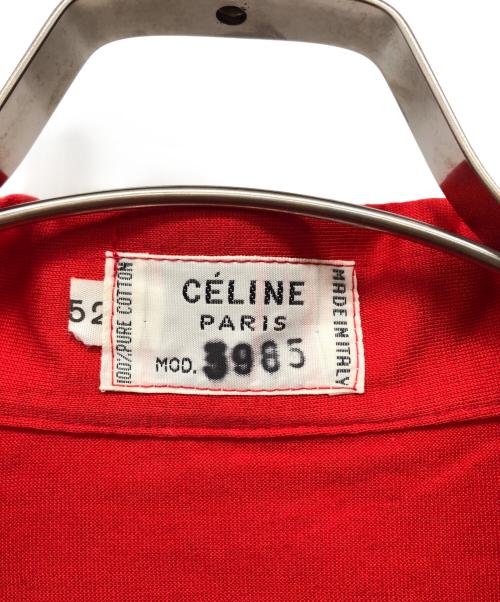 52
100% PURE COTTON
CÉLINE
PARIS
MOD. 3985
MADE IN ITALY